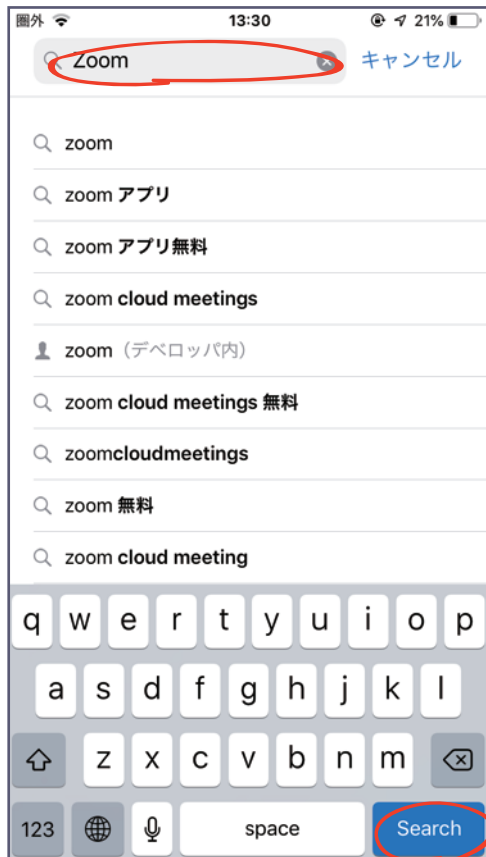 圏外 13:30 21%
Zoom キャンセル
zoom
zoom アプリ
zoom アプリ無料
zoom cloud meetings
zoom（デベロッパ内）
zoom cloud meetings 無料
zoomcloudmeetings
zoom 無料
zoom cloud meeting
q w e r t y u i o p
a s d f g h j k l
z x c v b n m
123 space Search